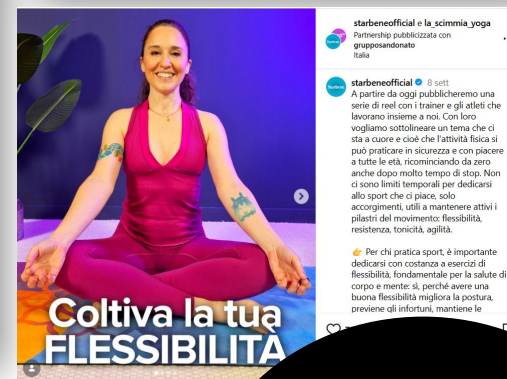 starbeneofficial e la_scimmia_yoga
Partnership pubblicizzata con
grupposandonato
Italia
starbeneofficial 8 sett
A partire da oggi pubblicheremo una
serie di reel con i trainer e gli atleti che
lavorano insieme a noi. Con loro
vogliamo sottolineare un tema che ci
sta a cuore e cioè che l'attività fisica si
può praticare in sicurezza e con piacere
a tutte le età, ricominciando da zero
anche dopo molto tempo di stop. Non
ci sono limiti temporali per dedicarsi
allo sport che ci piace, solo
accorgimenti, utili a mantenere attivi i
pilastri del movimento: flessibilità,
resistenza, tonicità, agilità.
👉 Per chi pratica sport, è importante
dedicarsi con costanza a esercizi di
flessibilità, fondamentale per la salute di
corpo e mente: sì, perché avere una
buona flessibilità migliora la postura,
previene gli infortuni, mantiene le
Coltiva la tua
FLESSIBILITÀ